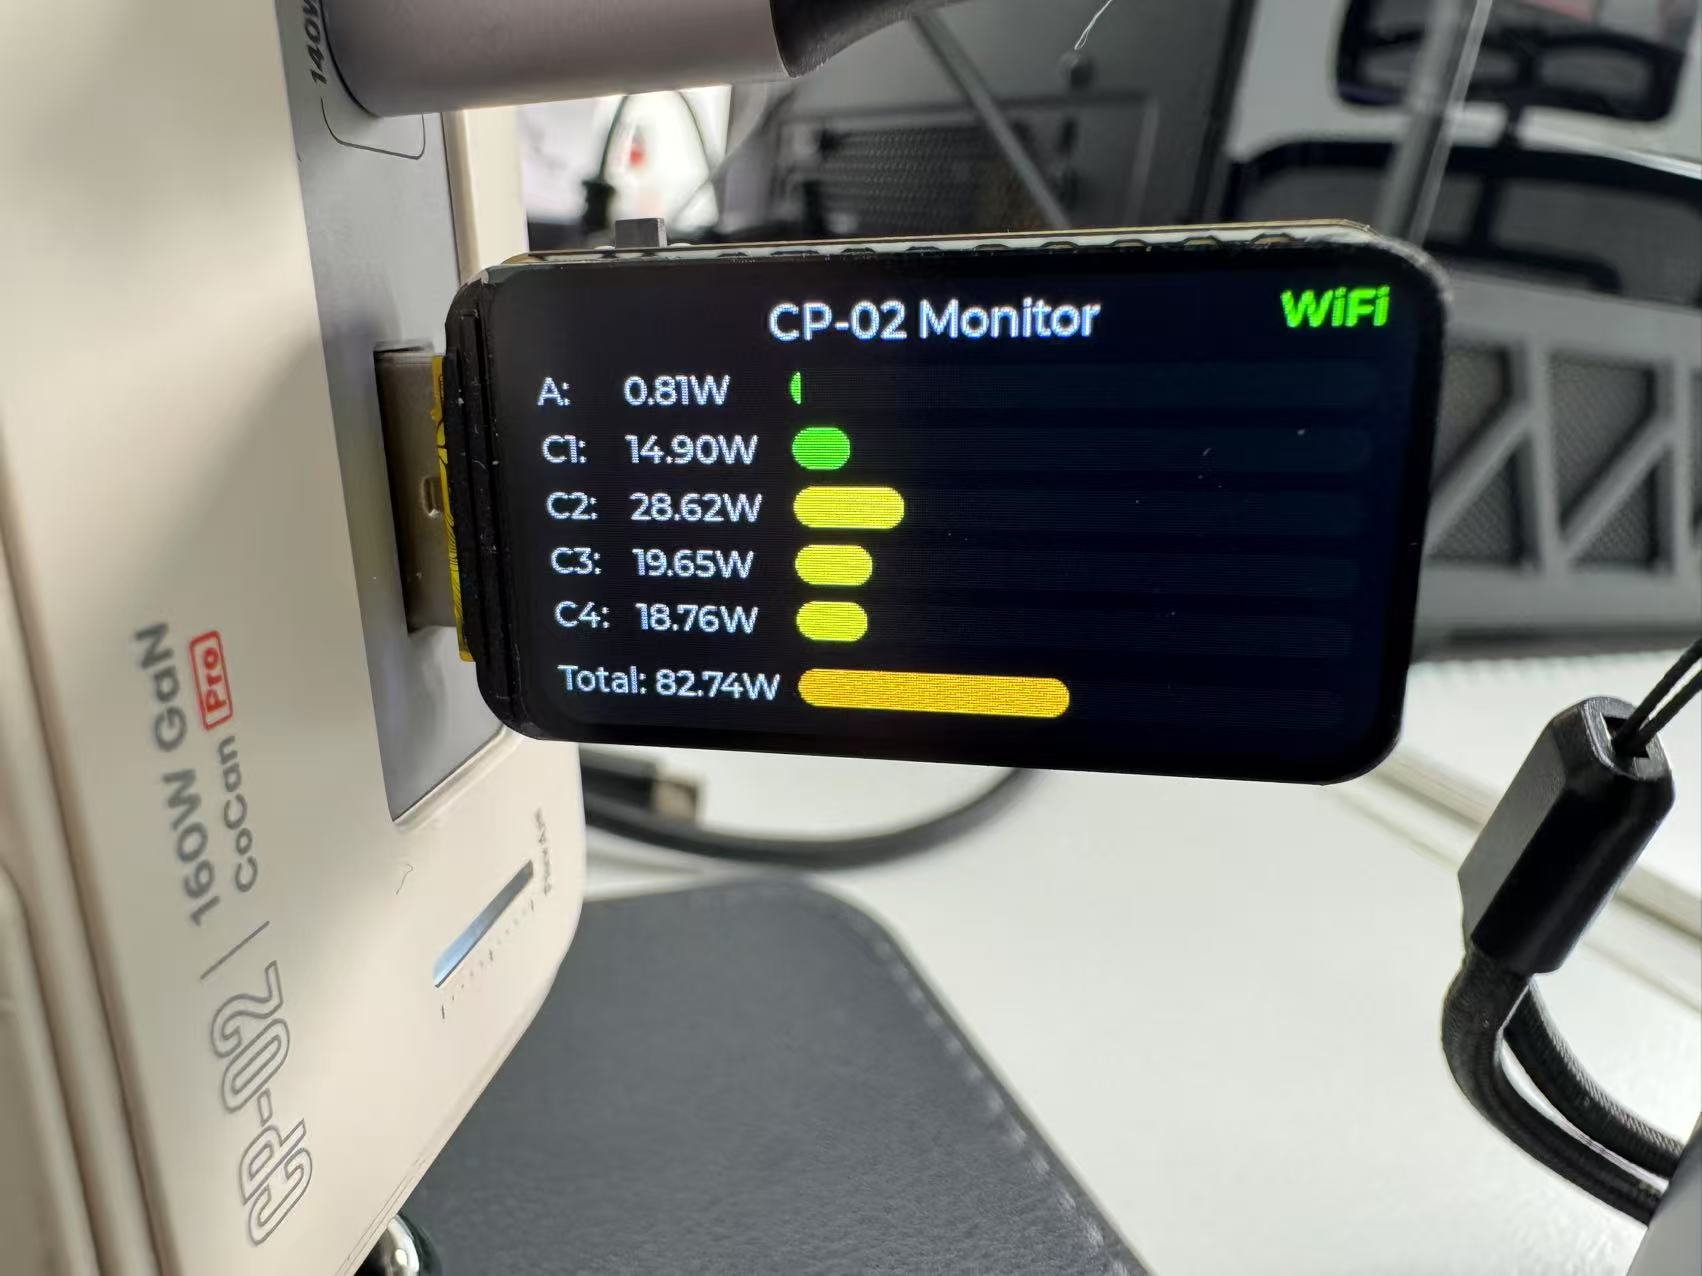 140W
CP-02 Monitor
WiFi
A: 0.81W
C1: 14.90W
C2: 28.62W
C3: 19.65W
C4: 18.76W
Total: 82.74W
CP-02 | 160W GaN
CoCan Pro